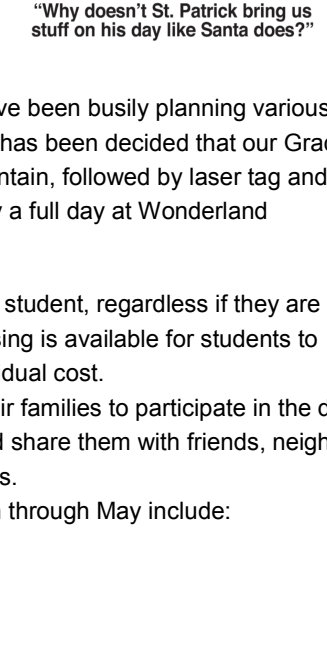 “Why doesn’t St. Patrick bring us
stuff on his day like Santa does?”
ve been busily planning various
has been decided that our Grad
ntain, followed by laser tag and
a full day at Wonderland
student, regardless if they are
sing is available for students to
dual cost.
ir families to participate in the d
d share them with friends, neigh
s.
through May include: